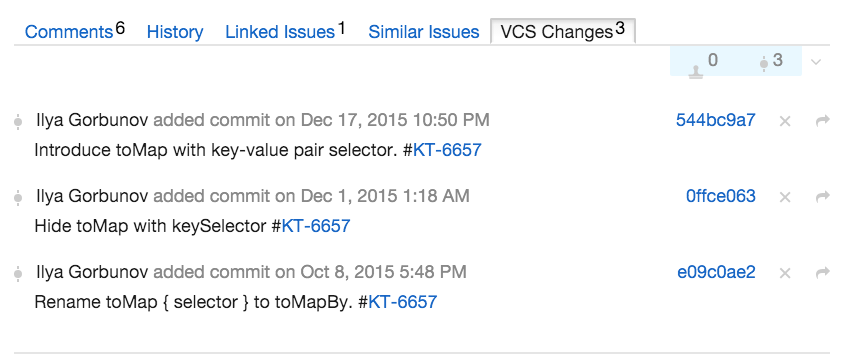 Comments 6 History Linked Issues 1 Similar Issues VCS Changes 3
0 3
Ilya Gorbunov added commit on Dec 17, 2015 10:50 PM 544bc9a7
Introduce toMap with key-value pair selector. #KT-6657
Ilya Gorbunov added commit on Dec 1, 2015 1:18 AM 0ffce063
Hide toMap with keySelector #KT-6657
Ilya Gorbunov added commit on Oct 8, 2015 5:48 PM e09c0ae2
Rename toMap { selector } to toMapBy. #KT-6657